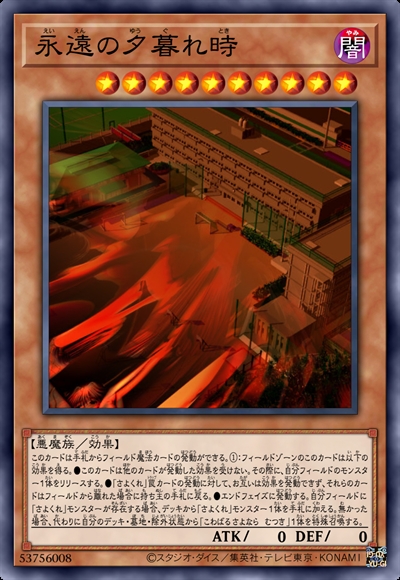 永遠の夕暮れ時
闇
【悪魔族/効果】
このカードは手札からフィールド魔法カードの発動ができる。①:フィールドゾーンのこのカードは以下の
効果を得る。●このカードは他のカードが発動した効果を受けない。その際に、自分フィールドのモンスタ
ー1体をリリースする。●「さよくれ」罠カードの発動に対して、お互いは効果を発動できず、それらのカー
ドはフィールドから離れた場合に持ち主の手札に戻る。●エンドフェイズに発動する。自分フィールドに
「さよくれ」モンスターが存在する場合、デッキから「さよくれ」モンスター1体を手札に加える。無かった
場合、代わりに自分のデッキ・墓地・除外状態から「こわばるさよなら むつき」1体を特殊召喚する。
ATK/ 0 DEF/ 0
53756008
©スタジオ・ダイス/集英社・テレビ東京・KONAMI